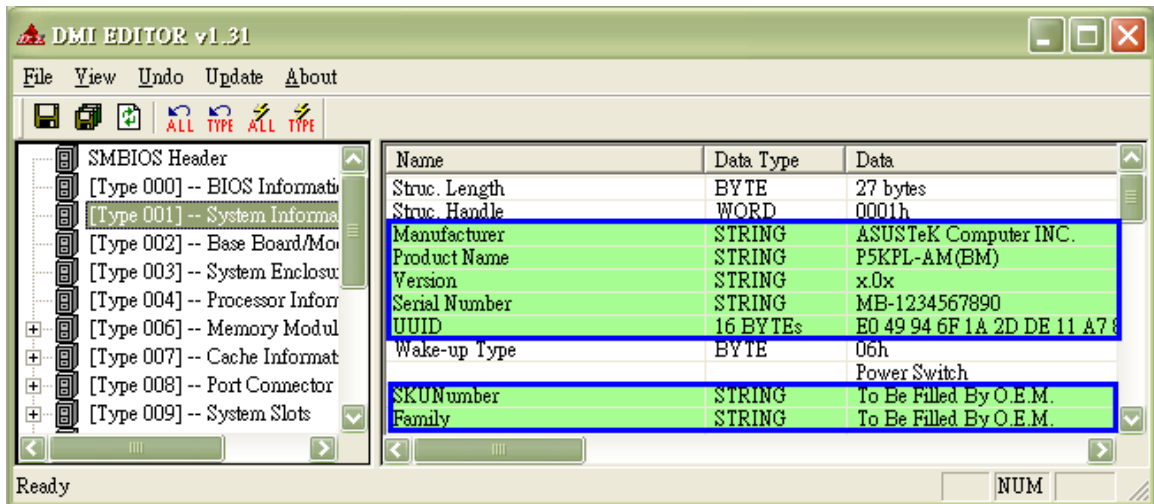 DMI EDITOR v1.31
File View Undo Update About
ALL TYPE ALL TYPE
SMBIOS Header
[Type 000] -- BIOS Informati
[Type 001] -- System Informa
[Type 002] -- Base Board/Mo
[Type 003] -- System Enclosu
[Type 004] -- Processor Infor
[Type 006] -- Memory Modul
[Type 007] -- Cache Informat
[Type 008] -- Port Connector
[Type 009] -- System Slots
Name Data Type Data
Struc. Length BYTE 27 bytes
Struc. Handle WORD 0001h
Manufacturer STRING ASUSTeK Computer INC.
Product Name STRING P5KPL-AM(BM)
Version STRING x.0x
Serial Number STRING MB-1234567890
UUID 16 BYTEs E0 49 94 6F 1A 2D DE 11 A7 8
Wake-up Type BYTE 06h
Power Switch
SKUNumber STRING To Be Filled By O.E.M.
Family STRING To Be Filled By O.E.M.
Ready NUM